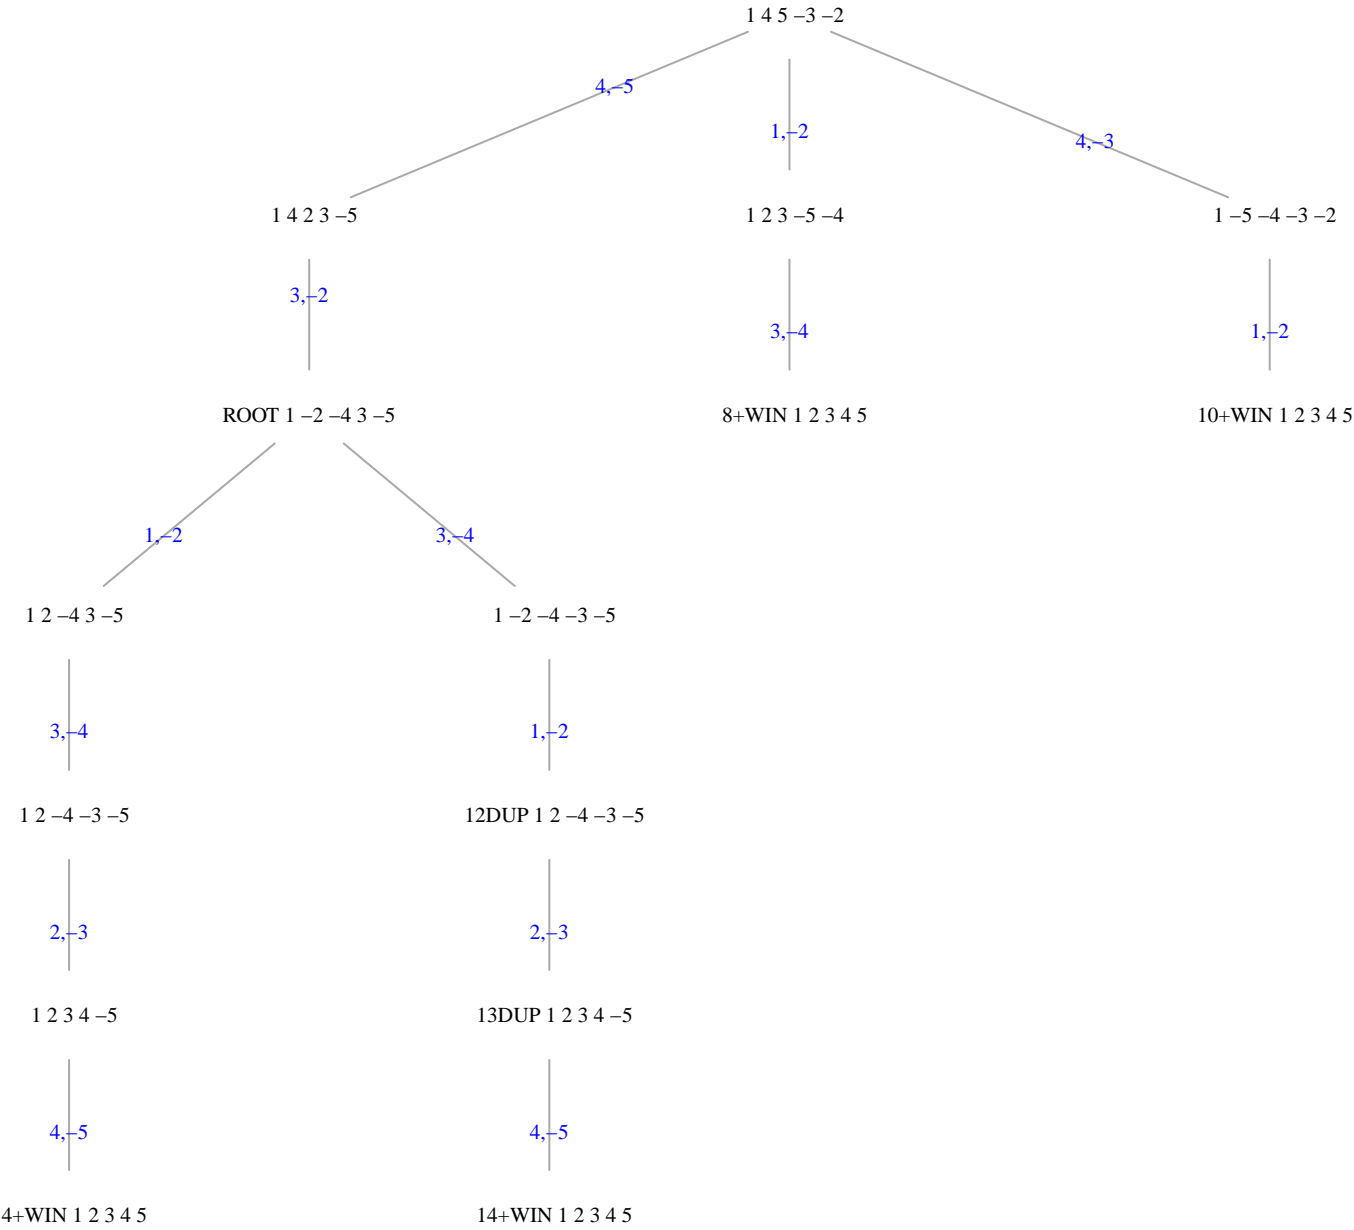 1 4 5 –3 –2
4,–5
1,–2
4,–3
1 4 2 3 –5
1 2 3 –5 –4
1 –5 –4 –3 –2
3,–2
3,–4
1,–2
ROOT 1 –2 –4 3 –5
8+WIN 1 2 3 4 5
10+WIN 1 2 3 4 5
1,–2
3,–4
1 2 –4 3 –5
1 –2 –4 –3 –5
3,–4
1,–2
1 2 –4 –3 –5
12DUP 1 2 –4 –3 –5
2,–3
2,–3
1 2 3 4 –5
13DUP 1 2 3 4 –5
4,–5
4,–5
4+WIN 1 2 3 4 5
14+WIN 1 2 3 4 5